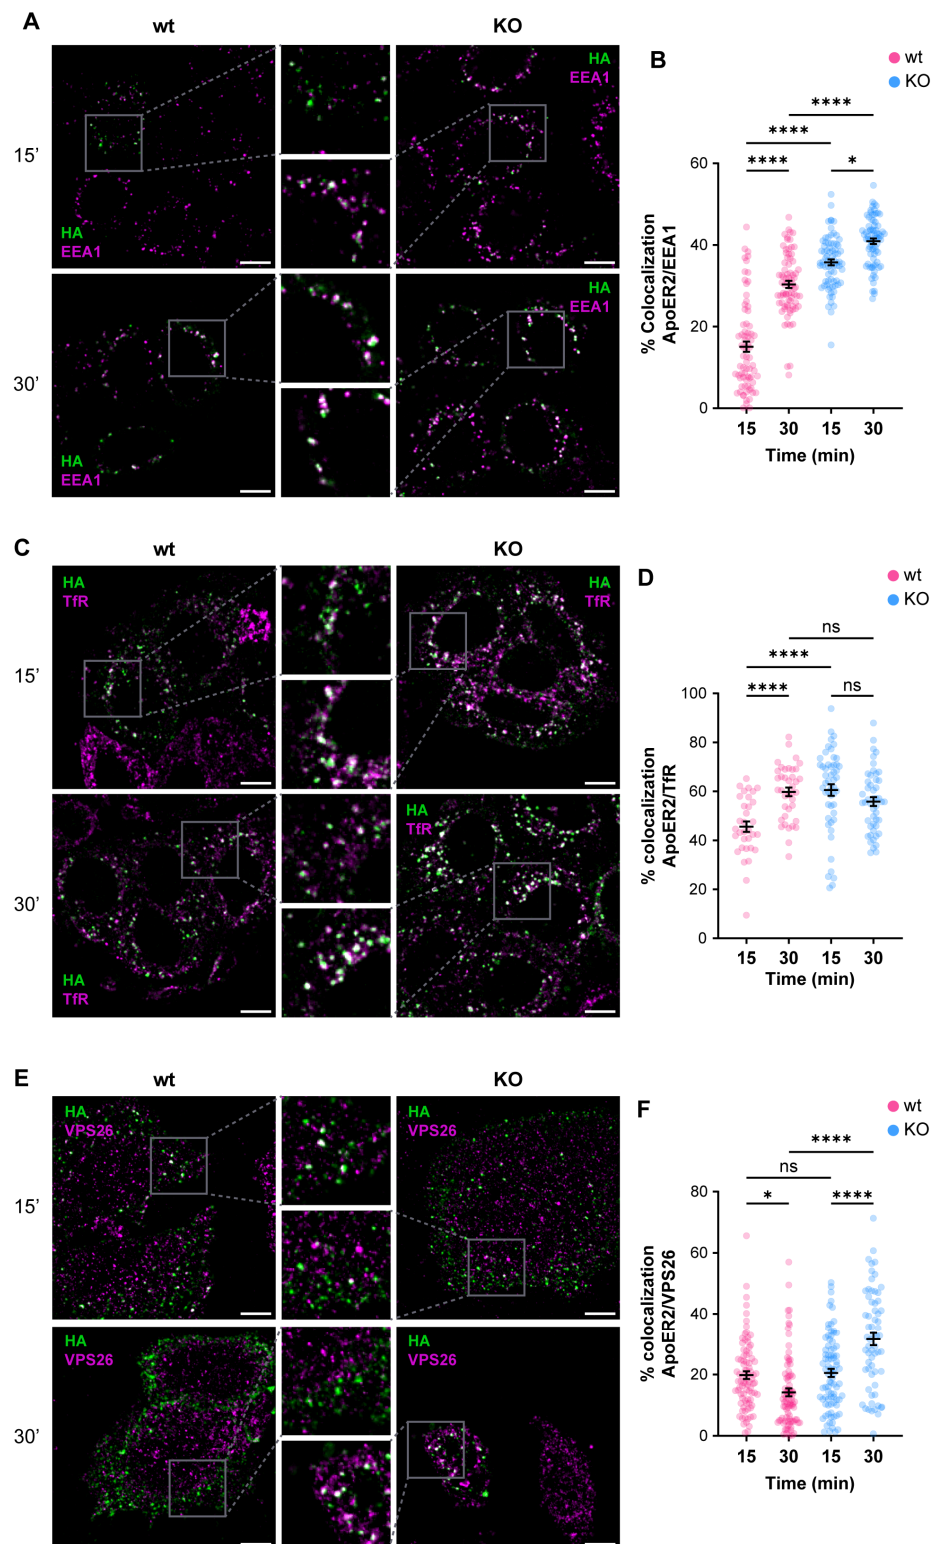 A
wt
KO
15’
HA
EEA1
HA
EEA1
30’
HA
EEA1
HA
EEA1
B
wt
KO
****
****
****
*
60
40
20
0
% Colocalization
ApoER2/EEA1
15
30
15
30
Time (min)
C
wt
KO
15’
HA
TfR
HA
TfR
30’
HA
TfR
HA
TfR
D
wt
KO
ns
****
****
ns
100
80
60
40
20
0
% colocalization
ApoER2/TfR
15
30
15
30
Time (min)
E
wt
KO
15’
HA
VPS26
HA
VPS26
30’
HA
VPS26
HA
VPS26
F
wt
KO
****
ns
*
****
80
60
40
20
0
% colocalization
ApoER2/VPS26
15
30
15
30
Time (min)